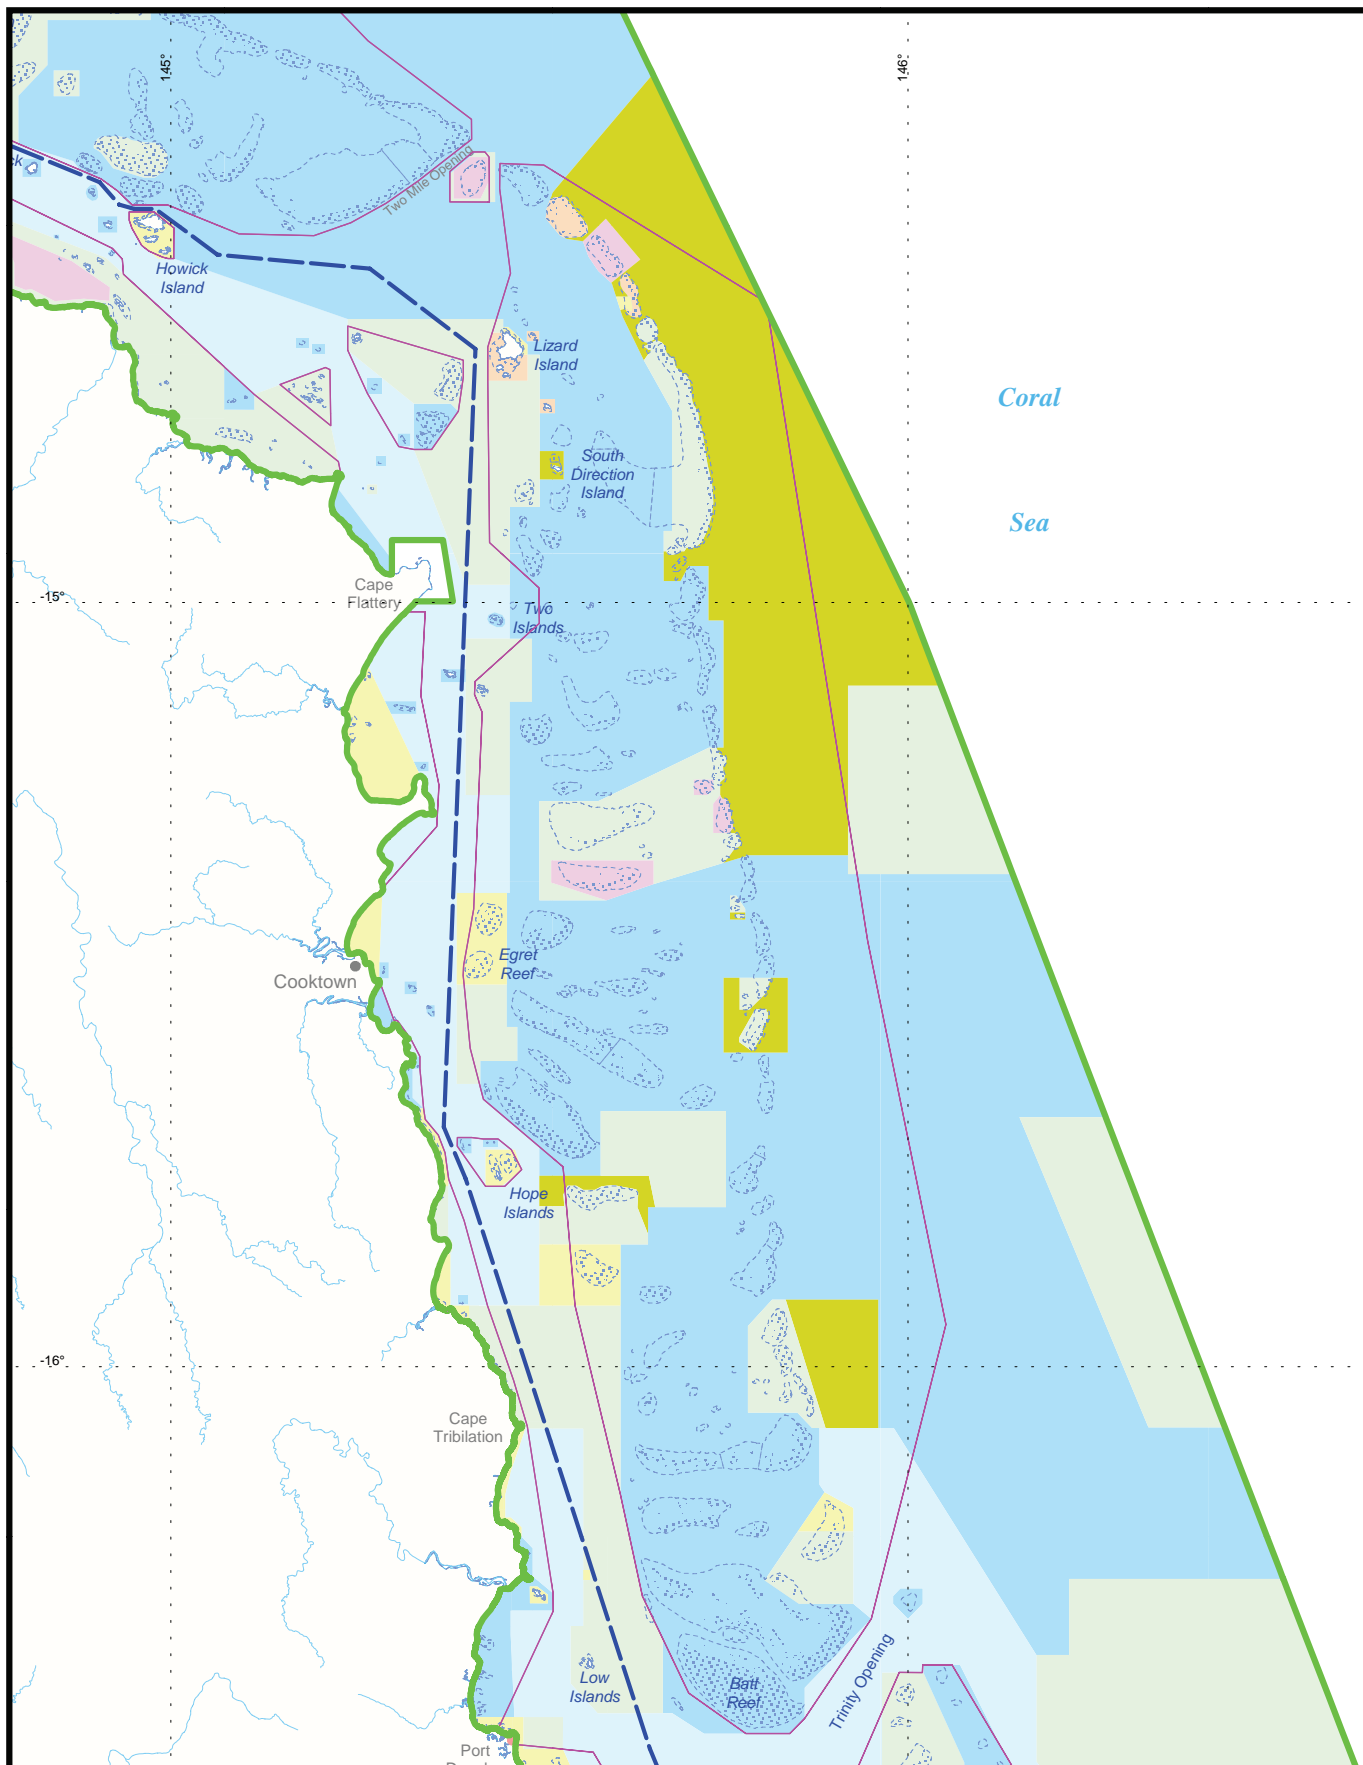 145°
146°
ck
Two Mile Opening
Howick
Island
Lizard
Island
Coral
South
Direction
Island
Sea
Cape
Flattery
-15°
Two
Islands
Egret
Reef
Cooktown
Hope
Islands
-16°
Cape
Tribilation
Trinity Opening
Low
Islands
Batt
Reef
Port